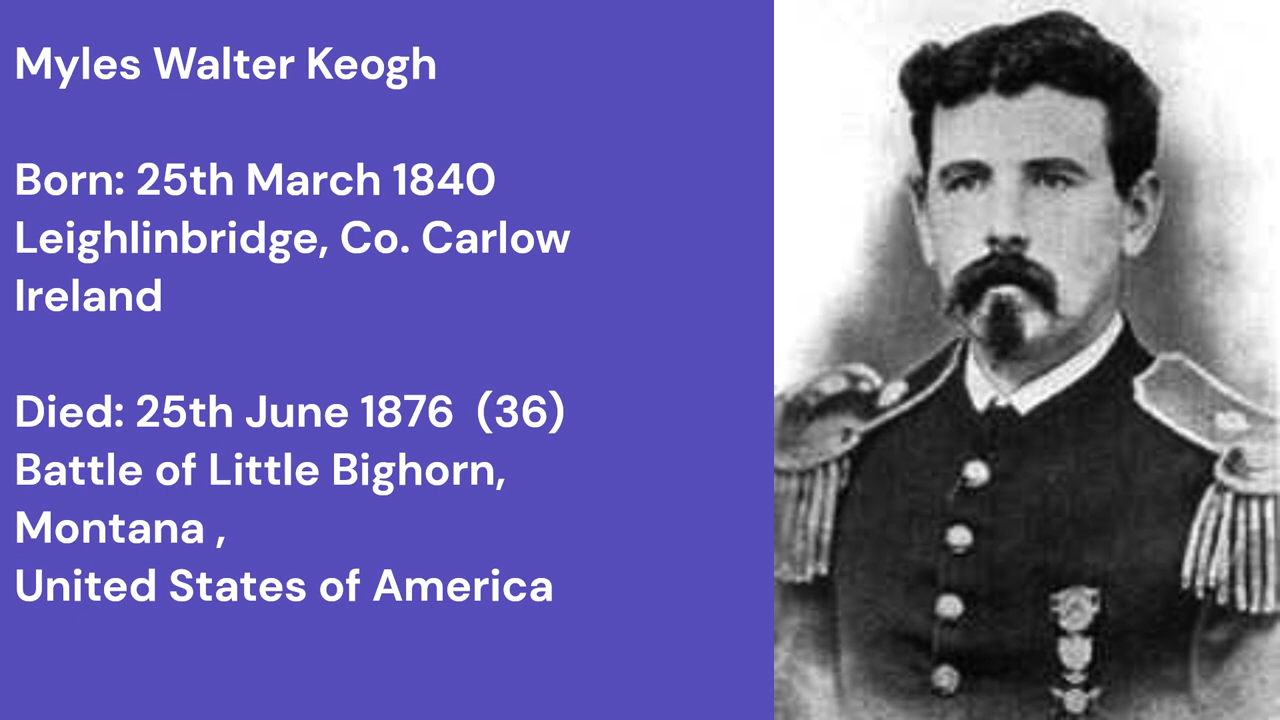 Myles Walter Keogh
Born: 25th March 1840
Leighlinbridge, Co. Carlow
Ireland
Died: 25th June 1876  (36)
Battle of Little Bighorn,
Montana ,
United States of America